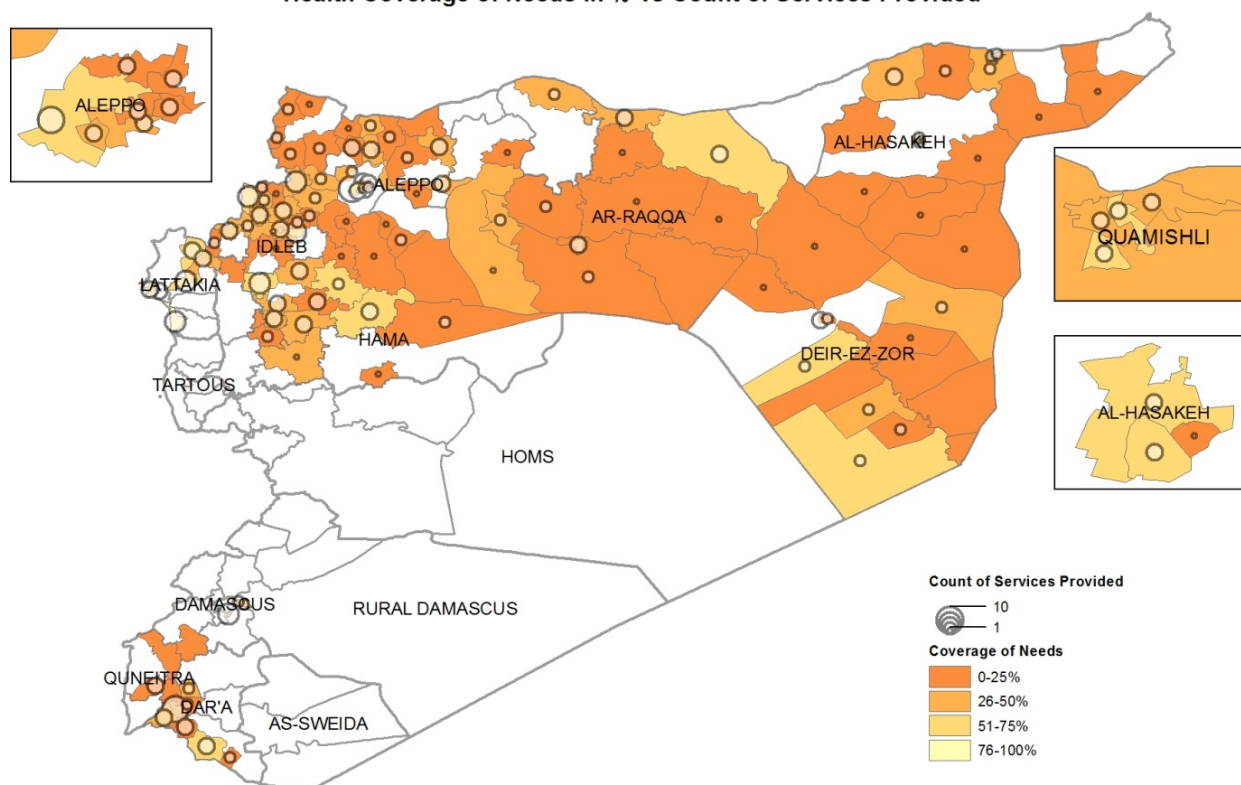 Health Coverage of Needs in % vs Count of Services Provided
ALEPPO
AL-HASAKEH
ALEPPO
AR-RAQQA
QUAMISHLI
IDLEB
LATTAKIA
HAMA
DEIR-EZ-ZOR
TARTOUS
AL-HASAKEH
HOMS
DAMASCUS
RURAL DAMASCUS
QUNEITRA
DAR'A
AS-SWEIDA
Count of Services Provided
10
1
Coverage of Needs
0-25%
26-50%
51-75%
76-100%